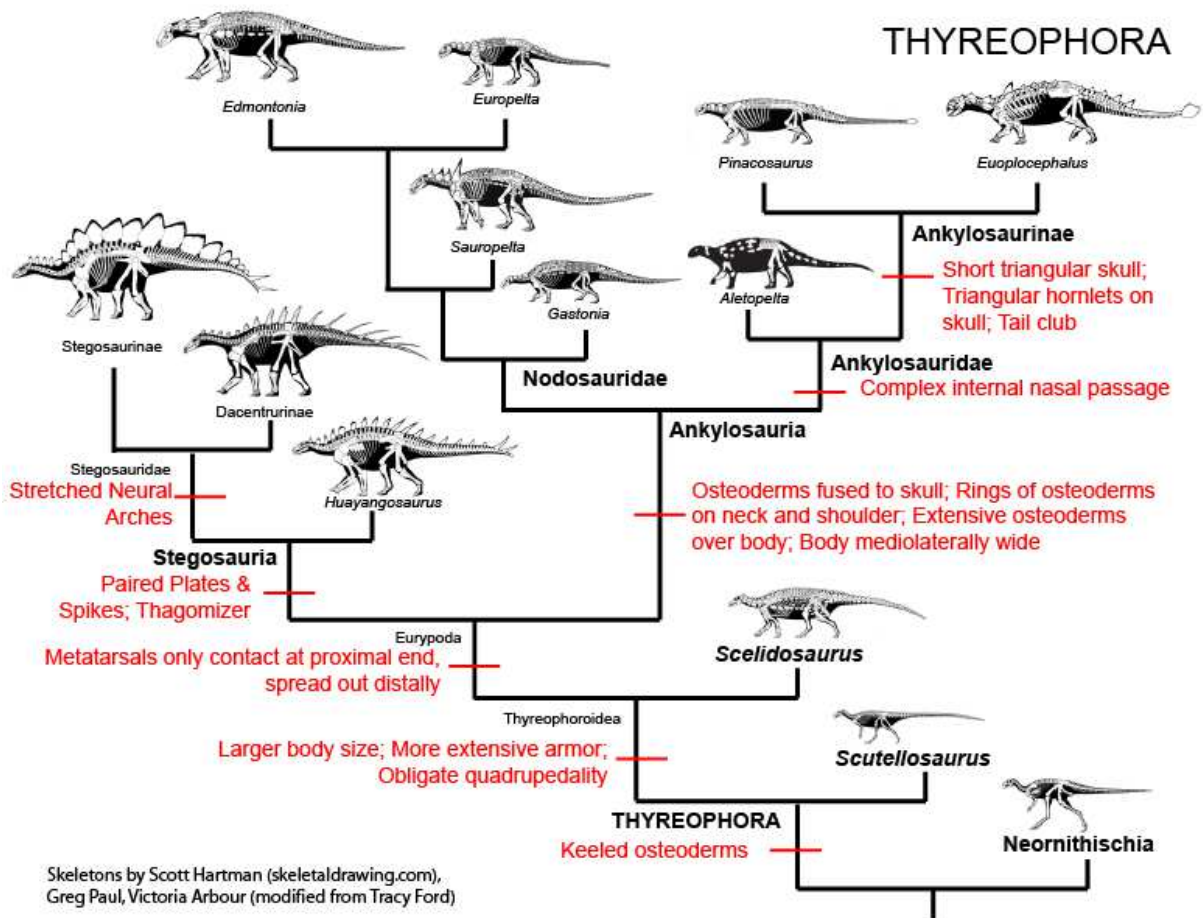 THYREOPHORA
Edmontonia
Europelta
Pinacosaurus
Euoplocephalus
Sauropelta
Ankylosaurinae
Short triangular skull;
Triangular hornlets on
skull; Tail club
Aletopelta
Gastonia
Stegosaurinae
Nodosauridae
Ankylosauridae
Complex internal nasal passage
Dacentrurinae
Ankylosauria
Stegosauridae
Stretched Neural
Arches
Huayangosaurus
Osteoderms fused to skull; Rings of osteoderms
on neck and shoulder; Extensive osteoderms
over body; Body mediolaterally wide
Stegosauria
Paired Plates &
Spikes; Thagomizer
Eurypoda
Metatarsals only contact at proximal end,
spread out distally
Scelidosaurus
Thyreophoroidea
Larger body size; More extensive armor;
Obligate quadrupedality
Scutellosaurus
THYREOPHORA
Keeled osteoderms
Neornithischia
Skeletons by Scott Hartman (skeletaldrawing.com),
Greg Paul, Victoria Arbour (modified from Tracy Ford)